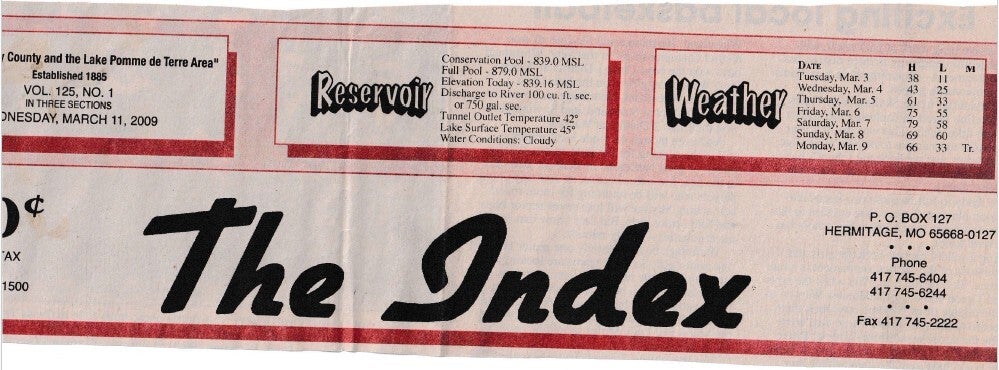 y County and the Lake Pomme de Terre Area"
Established 1885
VOL. 125, NO. 1
IN THREE SECTIONS
DNESDAY, MARCH 11, 2009
Reservoir
Conservation Pool - 839.0 MSL
Full Pool - 879.0 MSL
Elevation Today - 839.16 MSL
Discharge to River 100 cu. ft. sec.
or 750 gal. sec.
Tunnel Outlet Temperature 42°
Lake Surface Temperature 45°
Water Conditions: Cloudy
Weather
DATE H L M
Tuesday, Mar. 3 38 11
Wednesday, Mar. 4 43 25
Thursday, Mar. 5 61 33
Friday, Mar. 6 75 55
Saturday, Mar. 7 79 58
Sunday, Mar. 8 69 60
Monday, Mar. 9 66 33 Tr.
¢
TAX
1500
The Index
P. O. BOX 127
HERMITAGE, MO 65668-0127
• • •
Phone
417 745-6404
417 745-6244
• • •
Fax 417 745-2222